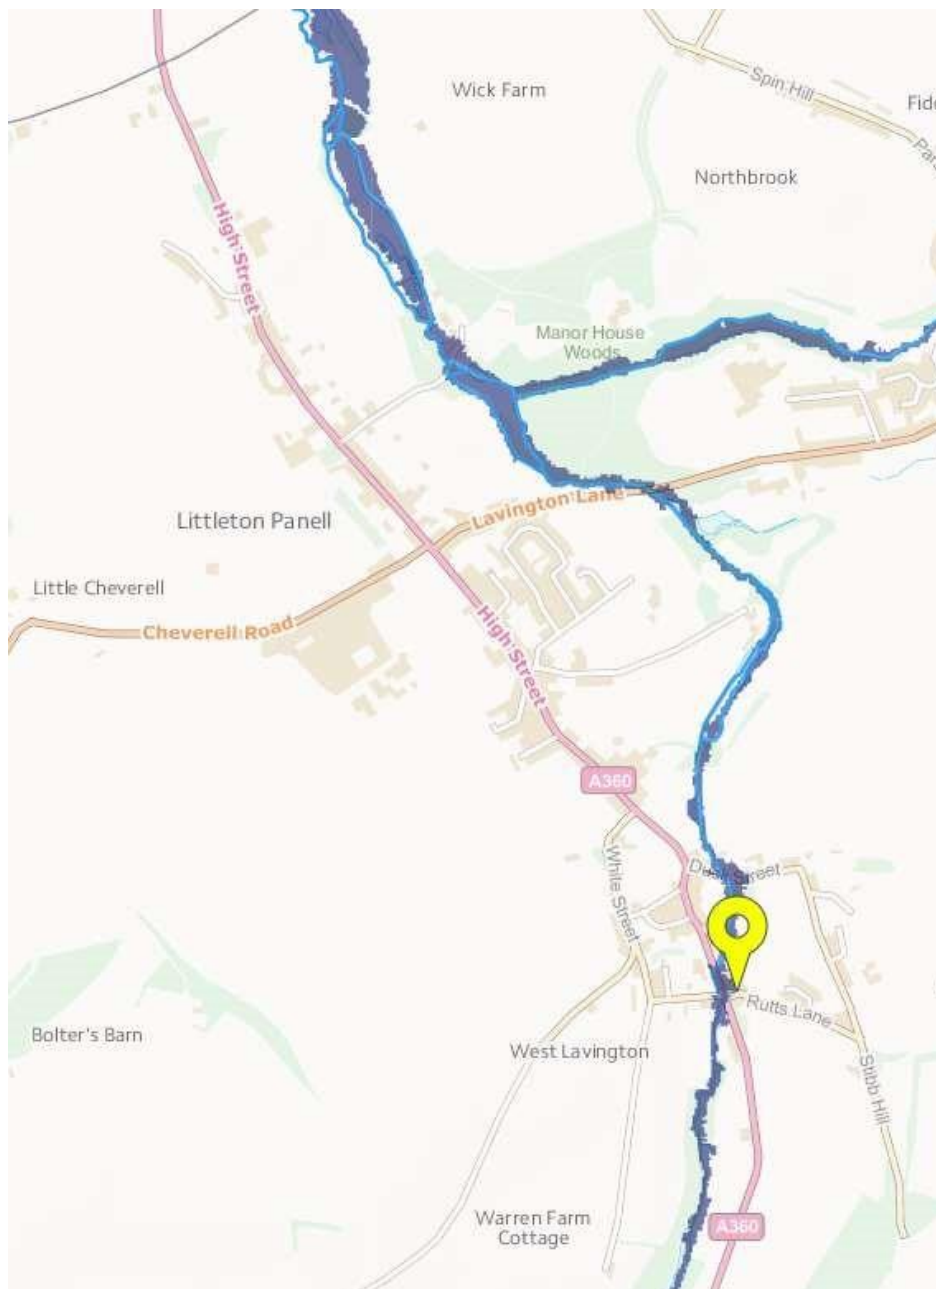 Wick Farm
Spin Hill
Northbrook
High Street
Manor House
Woods
Lavington Lane
Littleton Panell
Little Cheverell
Cheverell Road
High Street
A360
Street
White Street
Rutts Lane
Bolter's Barn
West Lavington
Stibb Hill
Warren Farm
Cottage
A360